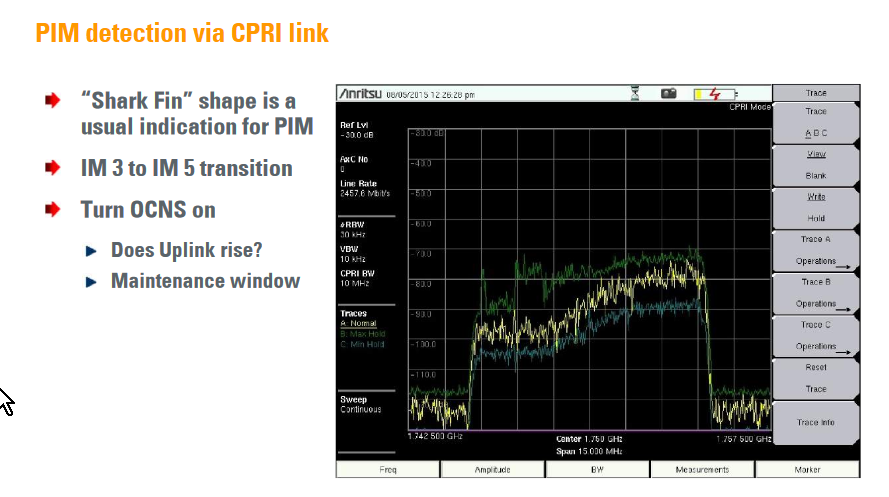 PIM detection via CPRI link
"Shark Fin" shape is a
usual indication for PIM
IM 3 to IM 5 transition
Turn OCNS on
Does Uplink rise?
Maintenance window
/Inritsu 08/05/2015 12:26:28 pm
Trace
CPRI Mode
Ref Lvl
-30.0 dB
AxC No
0
Line Rate
2457.6 Mbit/s
#RBW
30 kHz
VBW
10 kHz
CPRI BW
10 MHz
Traces
A: Normal
B: Max Hold
C: Min Hold
Sweep
Continuous
-30.0 dB
-40.0
-50.0
-60.0
-70.0
-80.0
-90.0
-100.0
-110.0
1.742 500 GHz
Center 1.750 GHz
1.757 500 GHz
Span 15.000 MHz
Trace
A B C
View
Blank
Write
Hold
Trace A
Operations
Trace B
Operations
Trace C
Operations
Reset
Trace
Trace Info
Freq
Amplitude
BW
Measurements
Marker